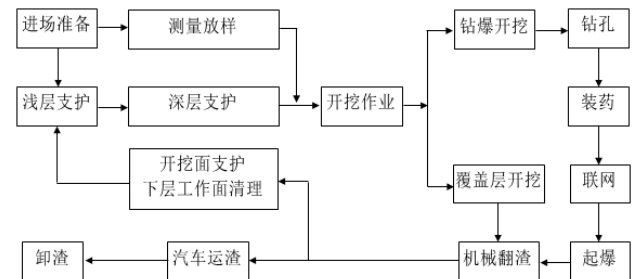 进场准备
测量放样
钻爆开挖
钻孔
浅层支护
深层支护
开挖作业
装药
开挖面支护
下层工作面清理
覆盖层开挖
联网
卸渣
汽车运渣
机械翻渣
起爆